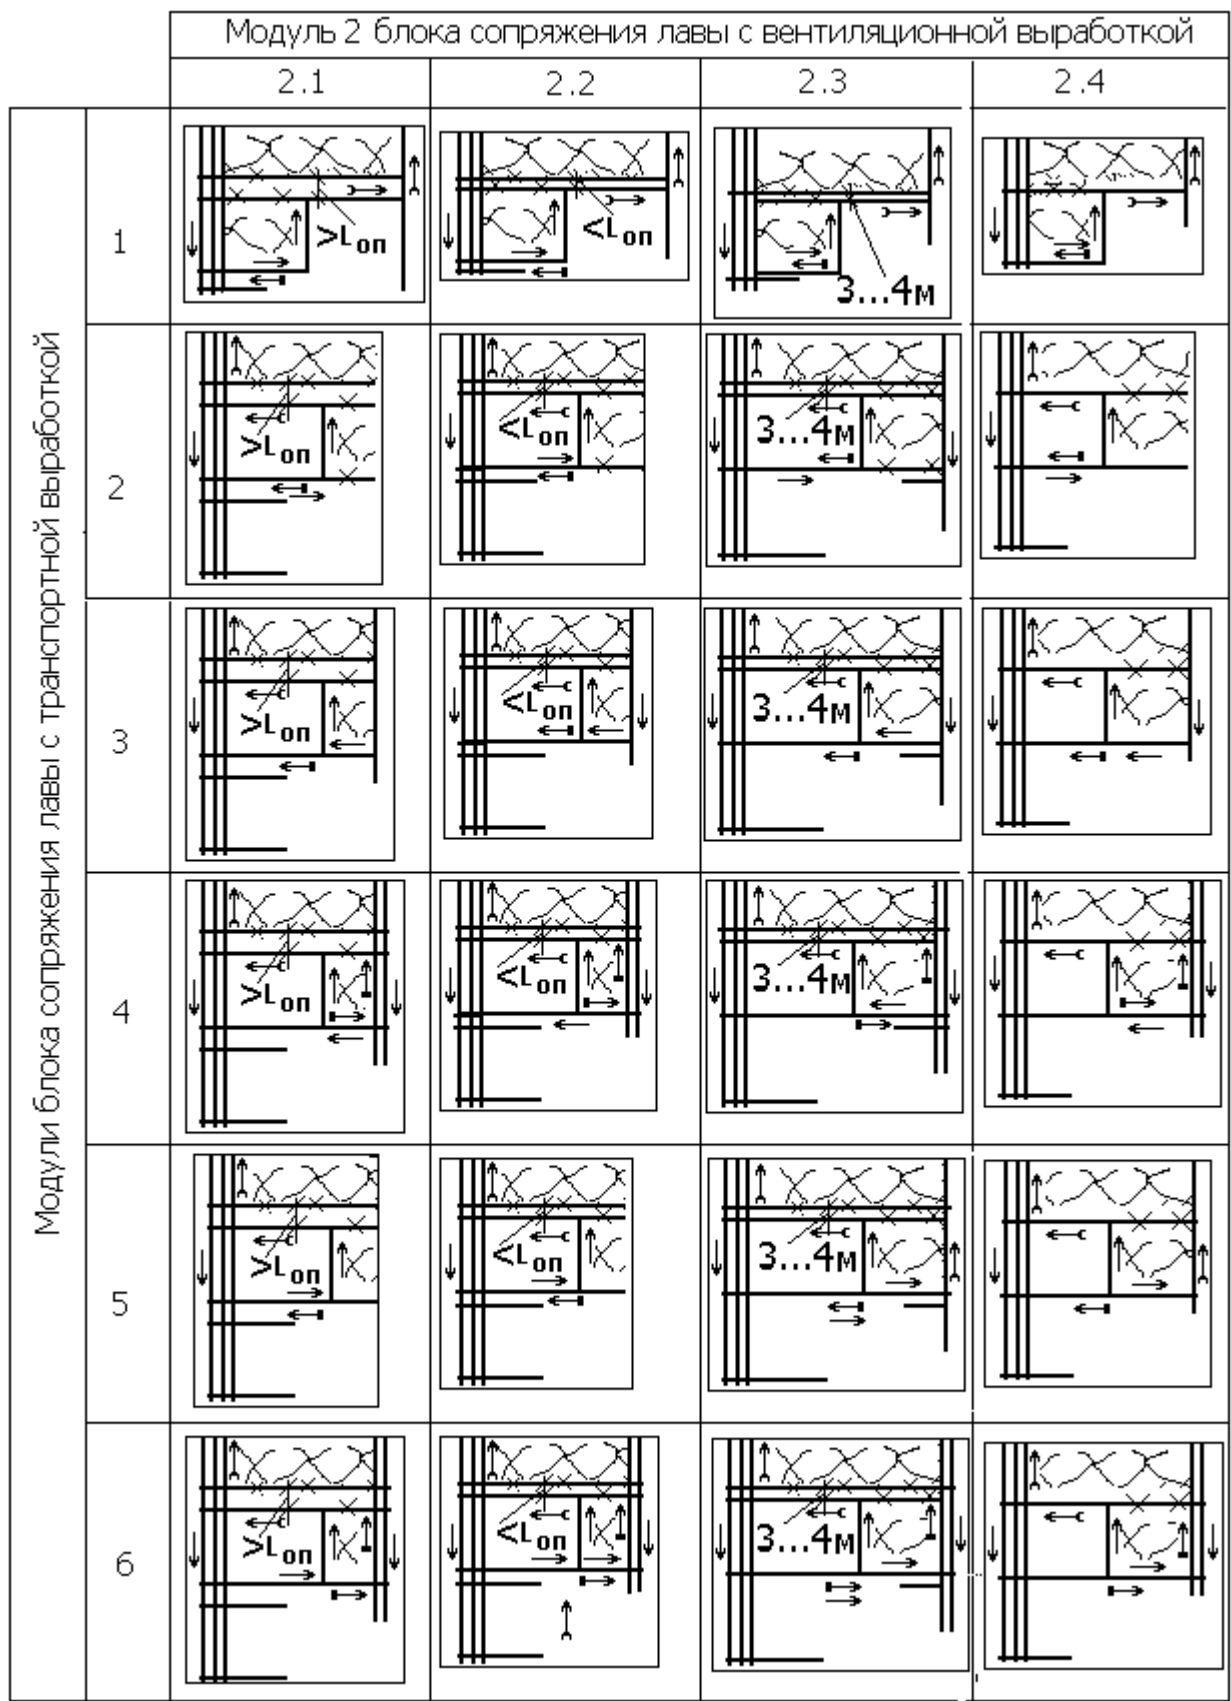 Модуль 2 блока сопряжения лавы с вентиляционной выработкой
2.1 2.2 2.3 2.4
Модули блока сопряжения лавы с транспортной выработкой
1
>Lоп
<Lоп
3...4м
2
>Lоп
<Lоп
3...4м
3
>Lоп
<Lоп
3...4м
4
>Lоп
<Lоп
3...4м
5
>Lоп
<Lоп
3...4м
6
>Lоп
<Lоп
3...4м